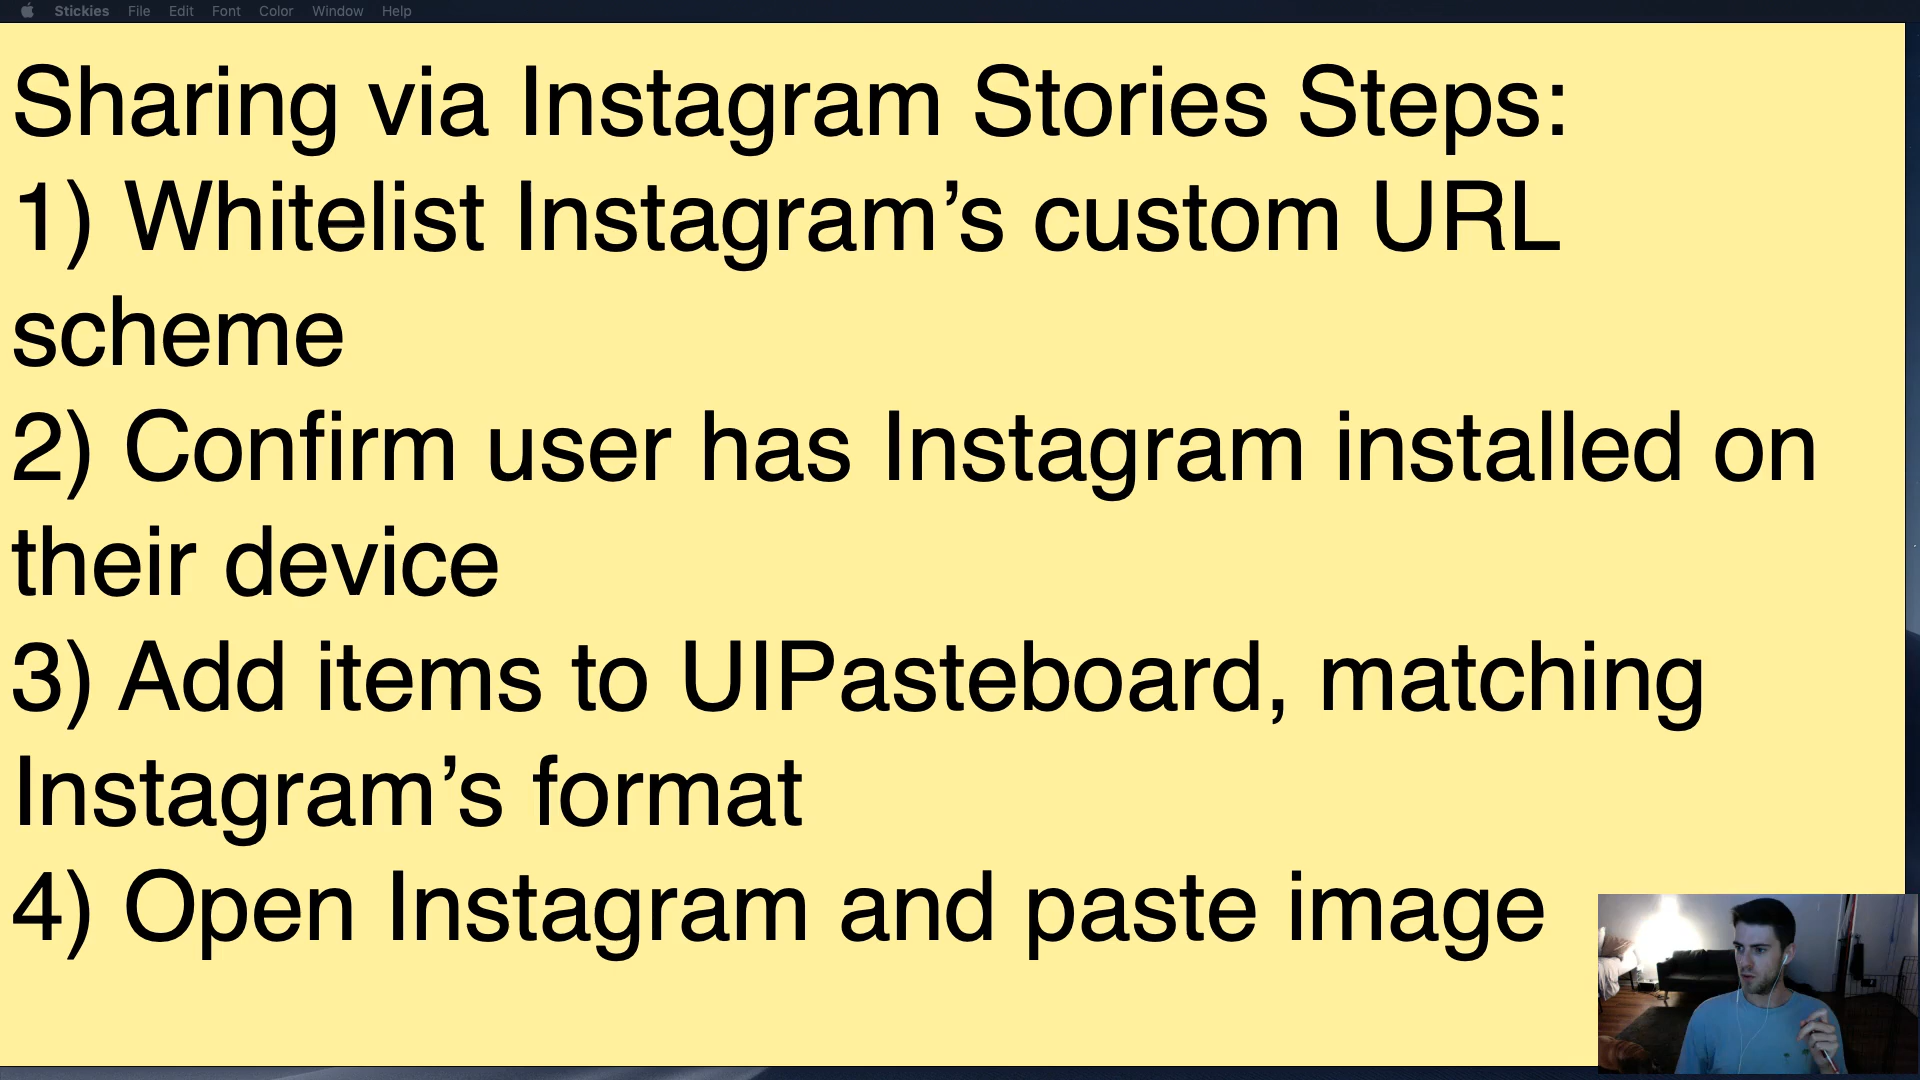 Stickies File Edit Font Color Window Help
Sharing via Instagram Stories Steps:
1) Whitelist Instagram’s custom URL
scheme
2) Confirm user has Instagram installed on
their device
3) Add items to UIPasteboard, matching
Instagram’s format
4) Open Instagram and paste image